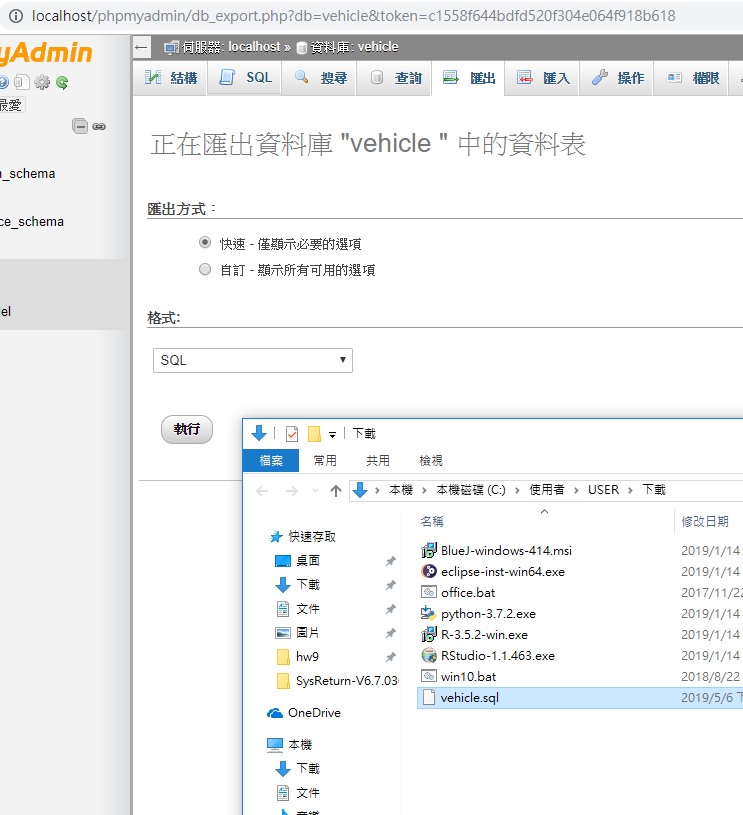 localhost/phpmyadmin/db_export.php?db=vehicle&token=c1558f644bdfd520f304e064f918b618
yAdmin
伺服器: localhost » 資料庫: vehicle
結構 SQL 搜尋 查詢 匯出 匯入 操作 權限
最愛
正在匯出資料庫 "vehicle " 中的資料表
_schema
匯出方式：
ce_schema
快速 - 僅顯示必要的選項
自訂 - 顯示所有可用的選項
el
格式:
SQL
執行
下載
檔案 常用 共用 檢視
本機 › 本機磁碟 (C:) › 使用者 › USER › 下載
名稱 修改日期
快速存取
桌面
下載
文件
圖片
hw9
SysReturn-V6.7.03
OneDrive
本機
下載
文件
BlueJ-windows-414.msi 2019/1/14
eclipse-inst-win64.exe 2019/1/14
office.bat 2017/11/22
python-3.7.2.exe 2019/1/14
R-3.5.2-win.exe 2019/1/14
RStudio-1.1.463.exe 2019/1/14
win10.bat 2018/8/22
vehicle.sql 2019/5/6 下